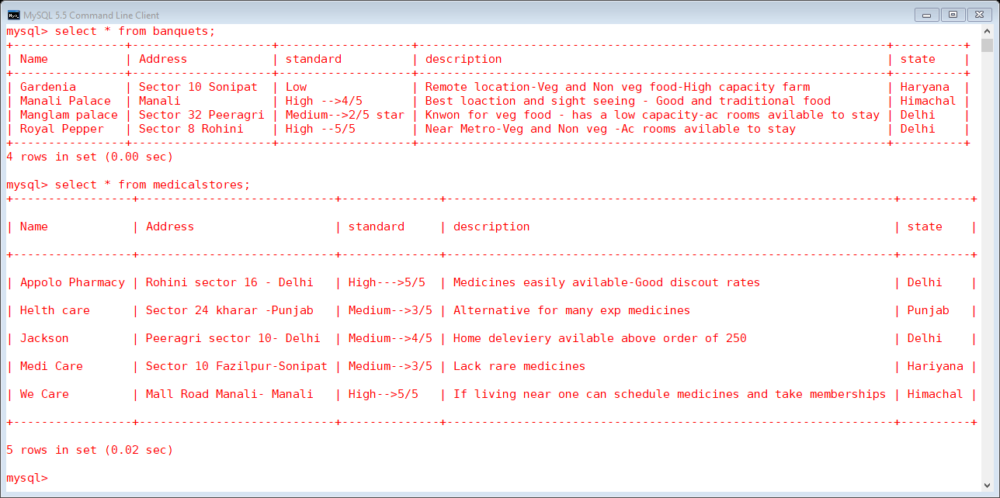 MySQL 5.5 Command Line Client
mysql> select * from banquets;
+----------------+--------------------+-------------------+-------------------------------------------------------------------+----------+
| Name           | Address            | standard          | description                                                       | state    |
+----------------+--------------------+-------------------+-------------------------------------------------------------------+----------+
| Gardenia       | Sector 10 Sonipat  | Low               | Remote location-Veg and Non veg food-High capacity farm           | Haryana  |
| Manali Palace  | Manali             | High -->4/5       | Best loaction and sight seeing - Good and traditional food        | Himachal |
| Manglam palace | Sector 32 Peeragri | Medium-->2/5 star | Knwon for veg food - has a low capacity-ac rooms avilable to stay | Delhi    |
| Royal Pepper   | Sector 8 Rohini    | High --5/5        | Near Metro-Veg and Non veg -Ac rooms avilable to stay             | Delhi    |
+----------------+--------------------+-------------------+-------------------------------------------------------------------+----------+
4 rows in set (0.00 sec)
mysql> select * from medicalstores;
+-----------------+----------------------------+--------------+----------------------------------------------------------------+----------+
| Name            | Address                    | standard     | description                                                    | state    |
+-----------------+----------------------------+--------------+----------------------------------------------------------------+----------+
| Appolo Pharmacy | Rohini sector 16 - Delhi   | High--->5/5  | Medicines easily avilable-Good discout rates                   | Delhi    |
| Helth care      | Sector 24 kharar -Punjab   | Medium-->3/5 | Alternative for many exp medicines                             | Punjab   |
| Jackson         | Peeragri sector 10- Delhi  | Medium-->4/5 | Home deleviery avilable above order of 250                     | Delhi    |
| Medi Care       | Sector 10 Fazilpur-Sonipat | Medium-->3/5 | Lack rare medicines                                            | Hariyana |
| We Care         | Mall Road Manali- Manali   | High-->5/5   | If living near one can schedule medicines and take memberships | Himachal |
+-----------------+----------------------------+--------------+----------------------------------------------------------------+----------+
5 rows in set (0.02 sec)
mysql>